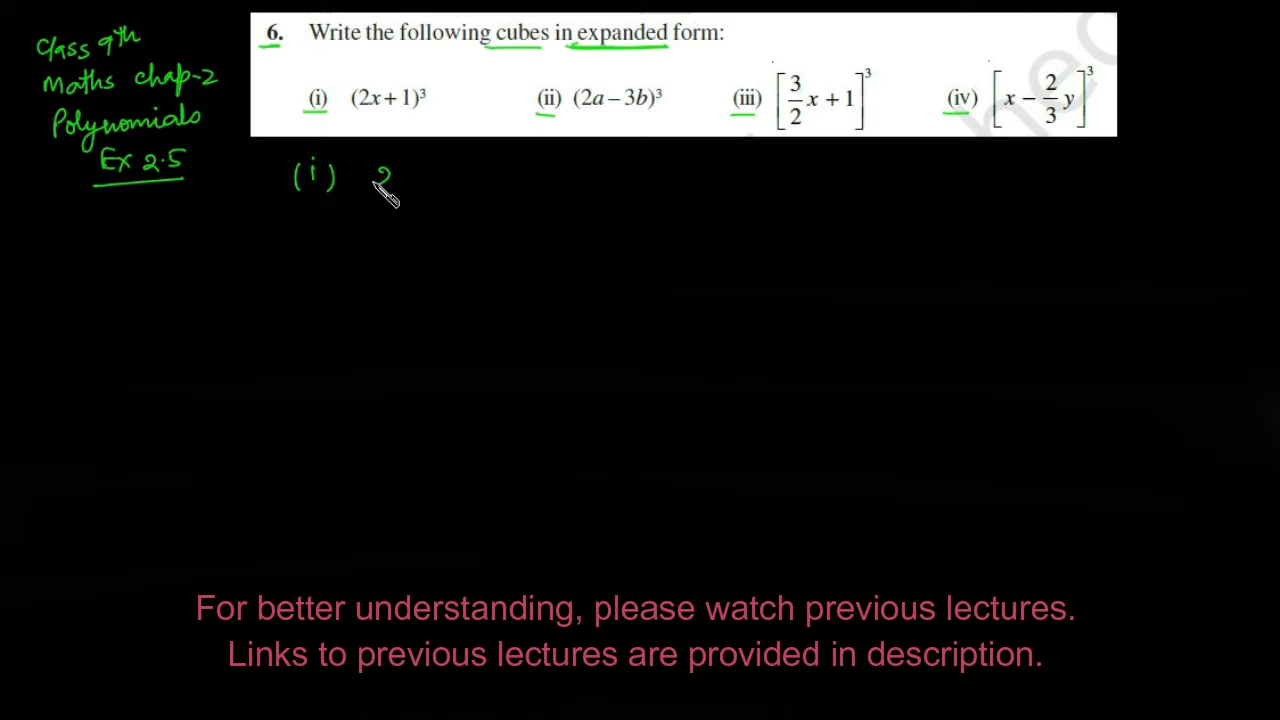 Class 9th
Maths chap-2
Polynomials
Ex 2.5
6. Write the following cubes in expanded form:
(i) (2x + 1)³ (ii) (2a – 3b)³ (iii) [3/2 x + 1]³ (iv) [x − 2/3 y]³
(i) 2
For better understanding, please watch previous lectures.
Links to previous lectures are provided in description.